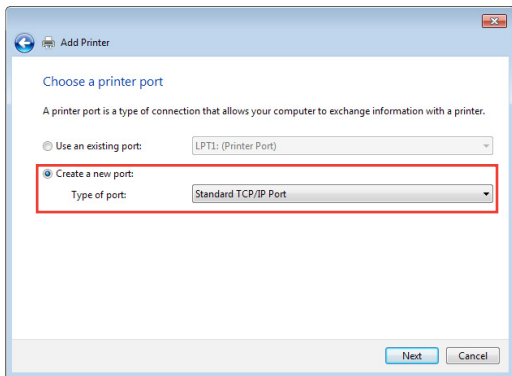 Add Printer
Choose a printer port
A printer port is a type of connection that allows your computer to exchange information with a printer.
Use an existing port: LPT1: (Printer Port)
Create a new port:
Type of port: Standard TCP/IP Port
Next Cancel